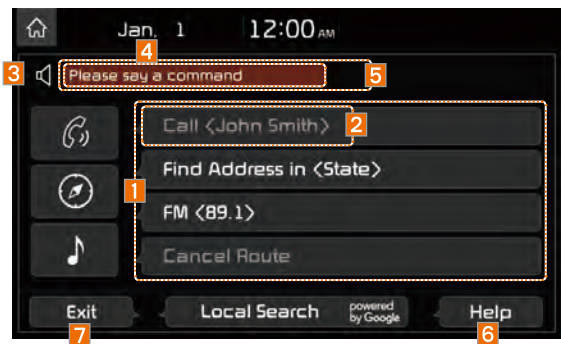 Jan. 1 12:00 AM
4
3 Please say a command 5
Call <John Smith> 2
Find Address in <State>
1
FM <89.1>
Cancel Route
Exit Local Search powered by Google Help
7 6